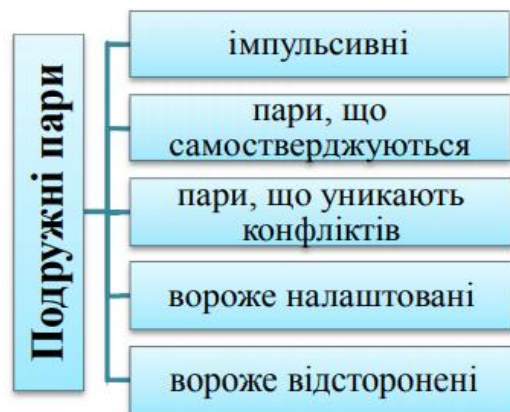 Подружні пари
імпульсивні
пари, що
самостверджуються
пари, що уникають
конфліктів
вороже налаштовані
вороже відсторонені